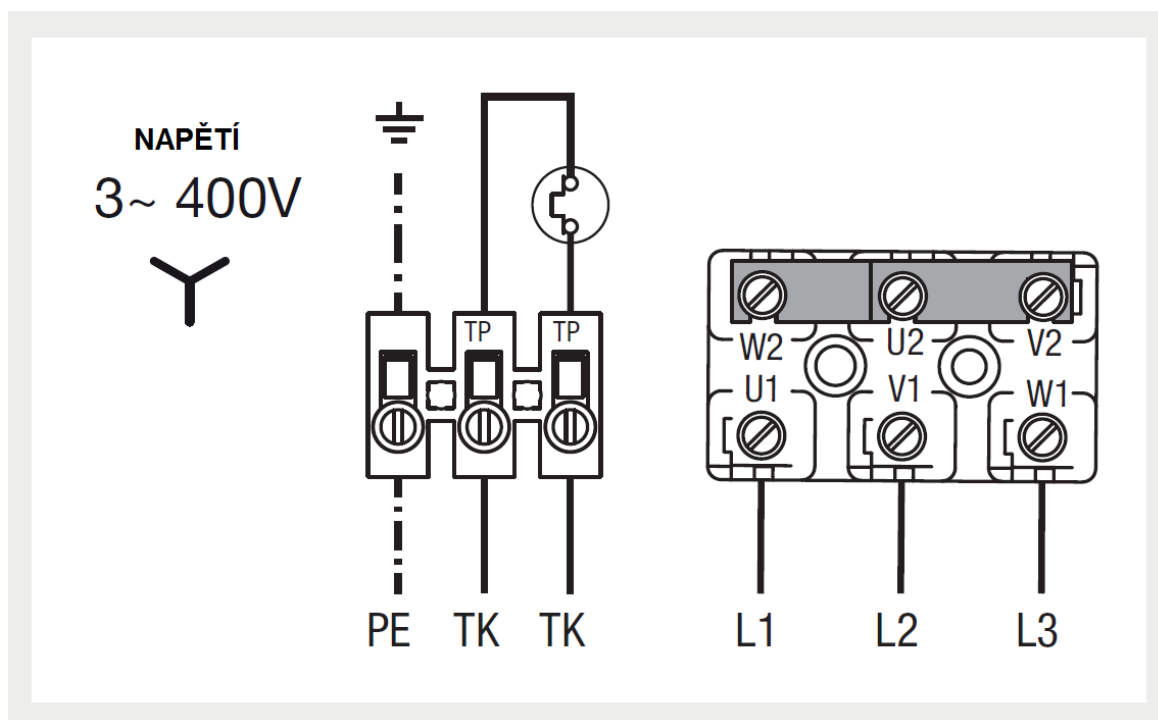 NAPĚTÍ
3~ 400V
TP TP
W2 U2 V2
U1 V1 W1
PE TK TK L1 L2 L3